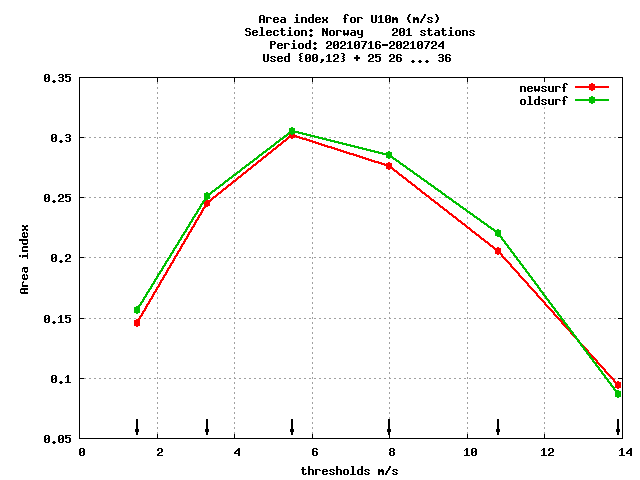 Area index  for U10m (m/s)
Selection: Norway    201 stations
Period: 20210716-20210724
Used {00,12} + 25 26 ... 36
newsurf
oldsurf
0.35
0.3
0.25
0.2
0.15
0.1
0.05
Area index
0 2 4 6 8 10 12 14
thresholds m/s